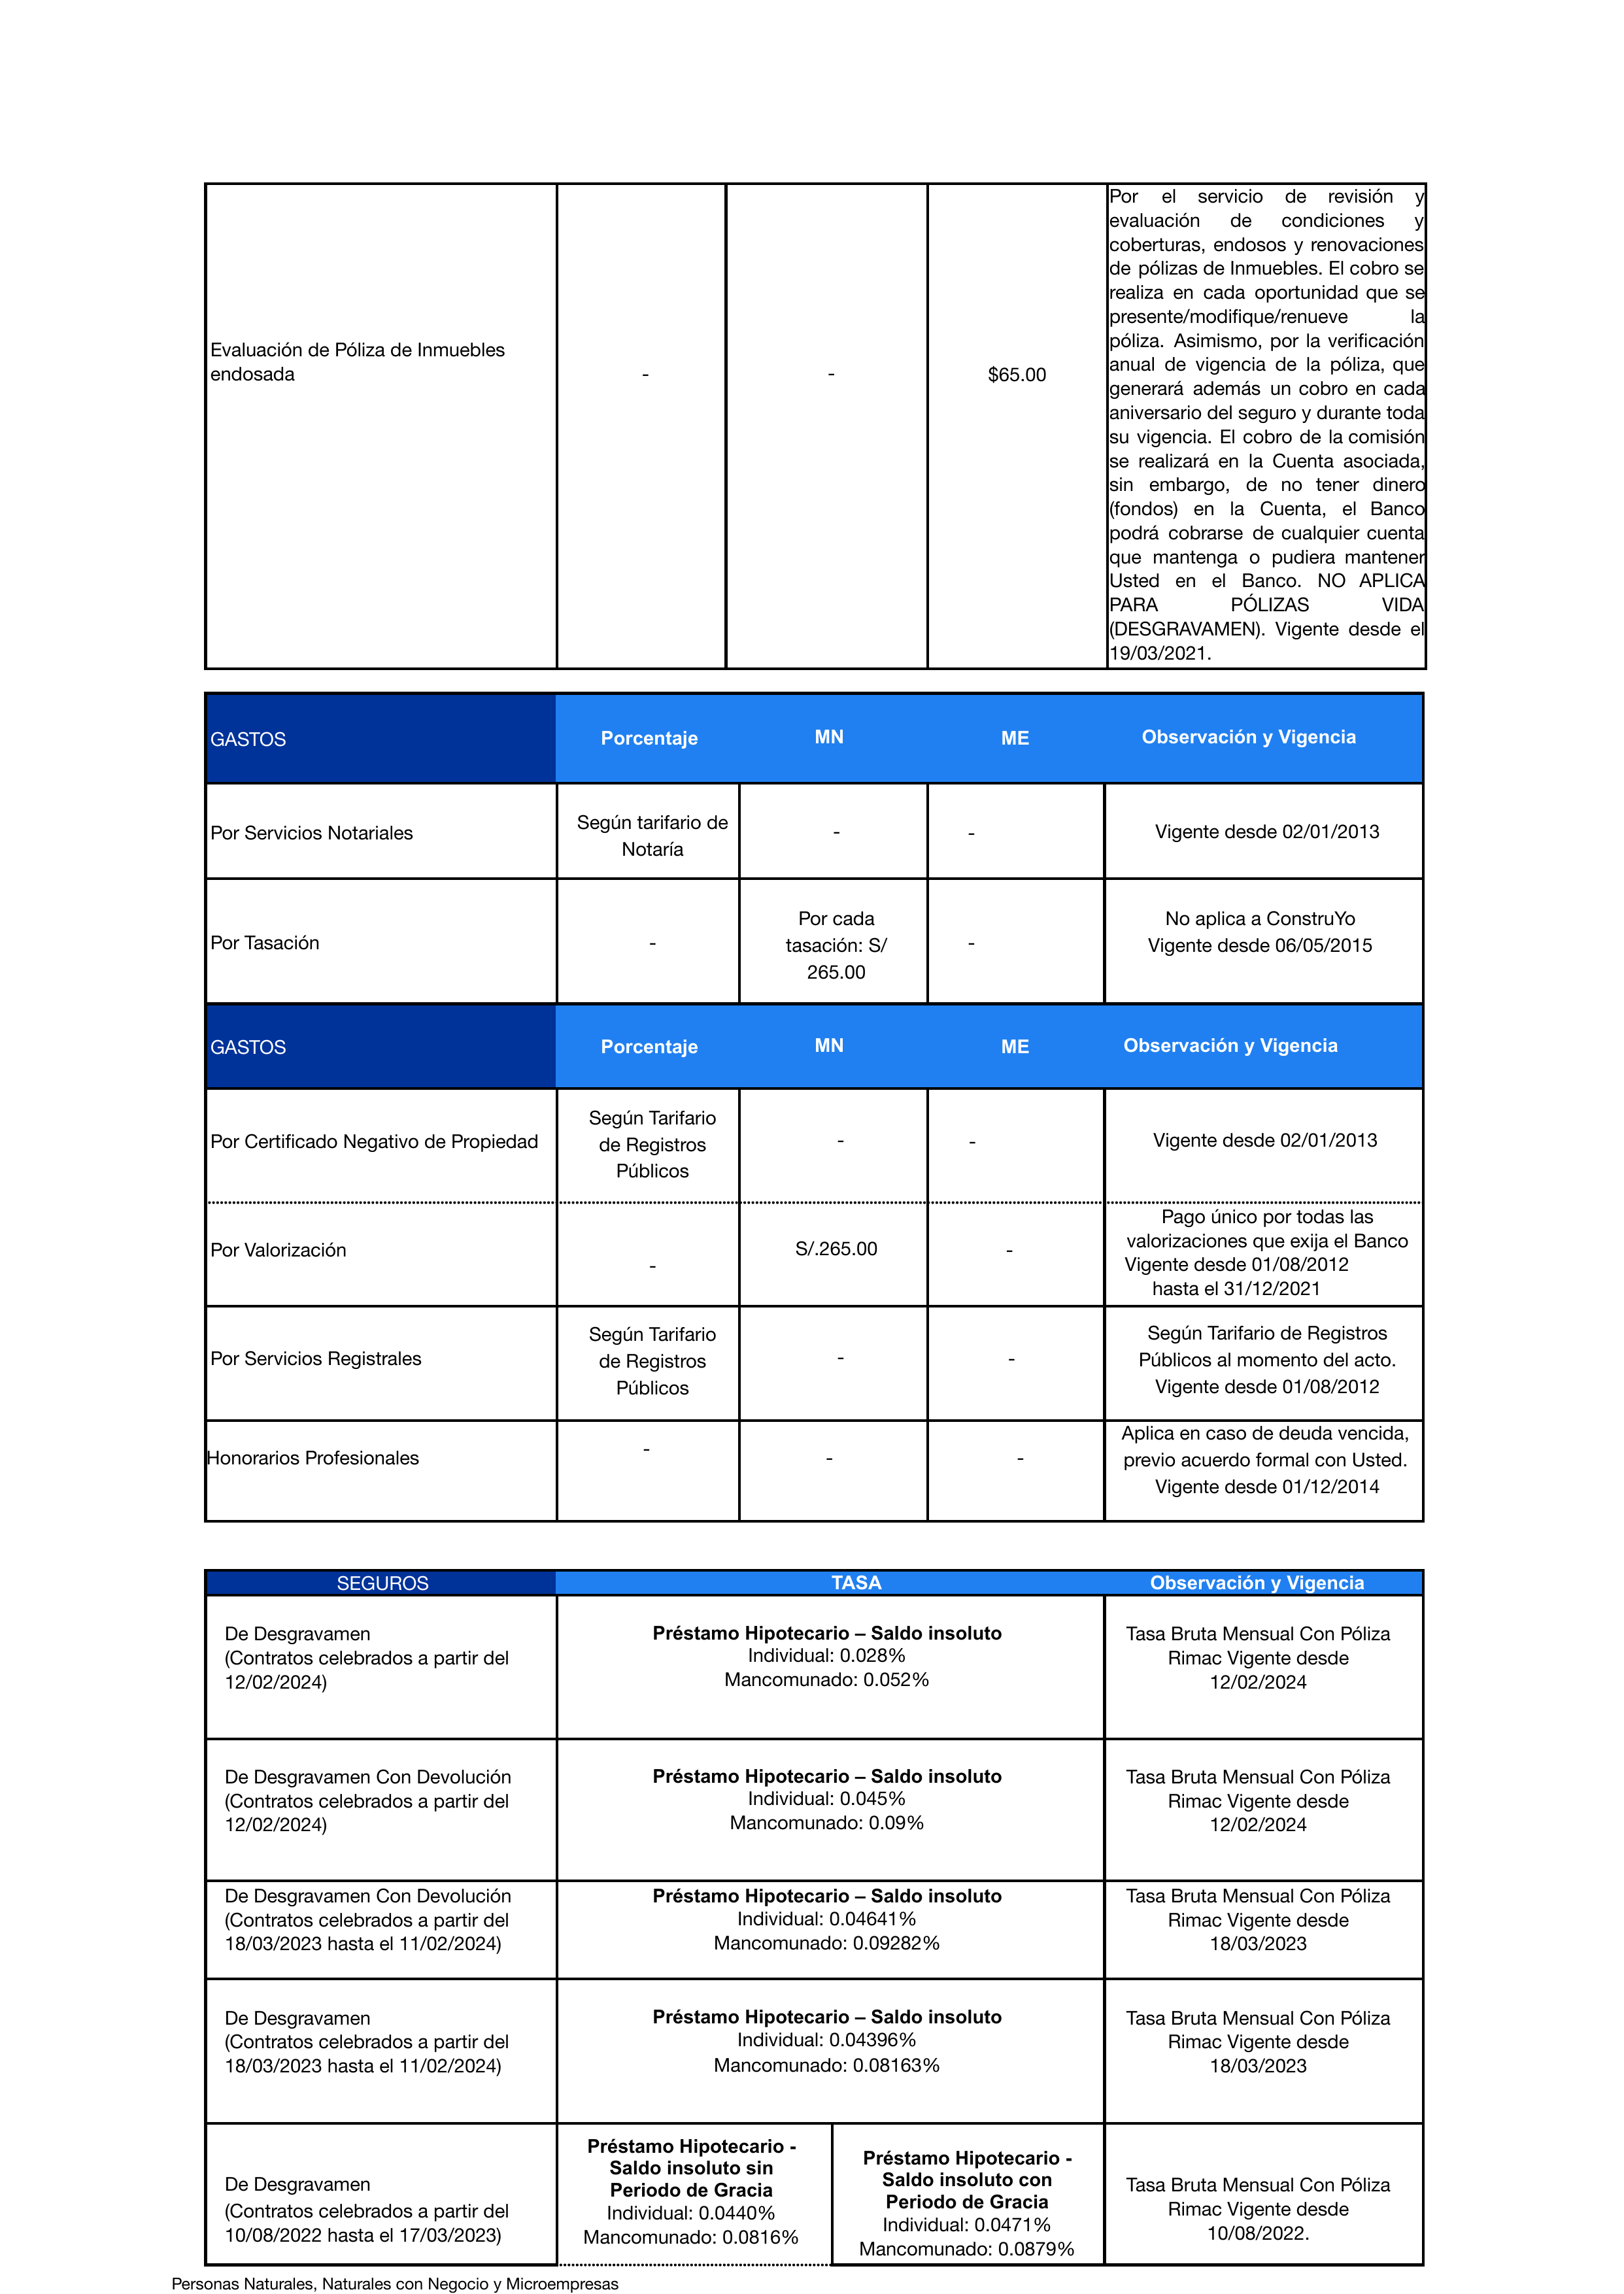 Evaluación de Póliza de Inmuebles
endosada
-
-
$65.00
Por el servicio de revisión y
evaluación de condiciones y
coberturas, endosos y renovaciones
de pólizas de Inmuebles. El cobro se
realiza en cada oportunidad que se
presente/modifique/renueve la
póliza. Asimismo, por la verificación
anual de vigencia de la póliza, que
generará además un cobro en cada
aniversario del seguro y durante toda
su vigencia. El cobro de la comisión
se realizará en la Cuenta asociada,
sin embargo, de no tener dinero
(fondos) en la Cuenta, el Banco
podrá cobrarse de cualquier cuenta
que mantenga o pudiera mantener
Usted en el Banco. NO APLICA
PARA PÓLIZAS VIDA
(DESGRAVAMEN). Vigente desde el
19/03/2021.
GASTOS
Porcentaje
MN
ME
Observación y Vigencia
Por Servicios Notariales
Según tarifario de
Notaría
-
-
Vigente desde 02/01/2013
Por Tasación
-
Por cada
tasación: S/
265.00
-
No aplica a ConstruYo
Vigente desde 06/05/2015
GASTOS
Porcentaje
MN
ME
Observación y Vigencia
Por Certificado Negativo de Propiedad
Según Tarifario
de Registros
Públicos
-
-
Vigente desde 02/01/2013
Por Valorización
-
S/.265.00
-
Pago único por todas las
valorizaciones que exija el Banco
Vigente desde 01/08/2012
hasta el 31/12/2021
Por Servicios Registrales
Según Tarifario
de Registros
Públicos
-
-
Según Tarifario de Registros
Públicos al momento del acto.
Vigente desde 01/08/2012
Honorarios Profesionales
-
-
-
Aplica en caso de deuda vencida,
previo acuerdo formal con Usted.
Vigente desde 01/12/2014
SEGUROS
TASA
Observación y Vigencia
De Desgravamen
(Contratos celebrados a partir del
12/02/2024)
Préstamo Hipotecario – Saldo insoluto
Individual: 0.028%
Mancomunado: 0.052%
Tasa Bruta Mensual Con Póliza
Rimac Vigente desde
12/02/2024
De Desgravamen Con Devolución
(Contratos celebrados a partir del
12/02/2024)
Préstamo Hipotecario – Saldo insoluto
Individual: 0.045%
Mancomunado: 0.09%
Tasa Bruta Mensual Con Póliza
Rimac Vigente desde
12/02/2024
De Desgravamen Con Devolución
(Contratos celebrados a partir del
18/03/2023 hasta el 11/02/2024)
Préstamo Hipotecario – Saldo insoluto
Individual: 0.04641%
Mancomunado: 0.09282%
Tasa Bruta Mensual Con Póliza
Rimac Vigente desde
18/03/2023
De Desgravamen
(Contratos celebrados a partir del
18/03/2023 hasta el 11/02/2024)
Préstamo Hipotecario – Saldo insoluto
Individual: 0.04396%
Mancomunado: 0.08163%
Tasa Bruta Mensual Con Póliza
Rimac Vigente desde
18/03/2023
De Desgravamen
(Contratos celebrados a partir del
10/08/2022 hasta el 17/03/2023)
Préstamo Hipotecario -
Saldo insoluto sin
Periodo de Gracia
Individual: 0.0440%
Mancomunado: 0.0816%
Préstamo Hipotecario -
Saldo insoluto con
Periodo de Gracia
Individual: 0.0471%
Mancomunado: 0.0879%
Tasa Bruta Mensual Con Póliza
Rimac Vigente desde
10/08/2022.
Personas Naturales, Naturales con Negocio y Microempresas